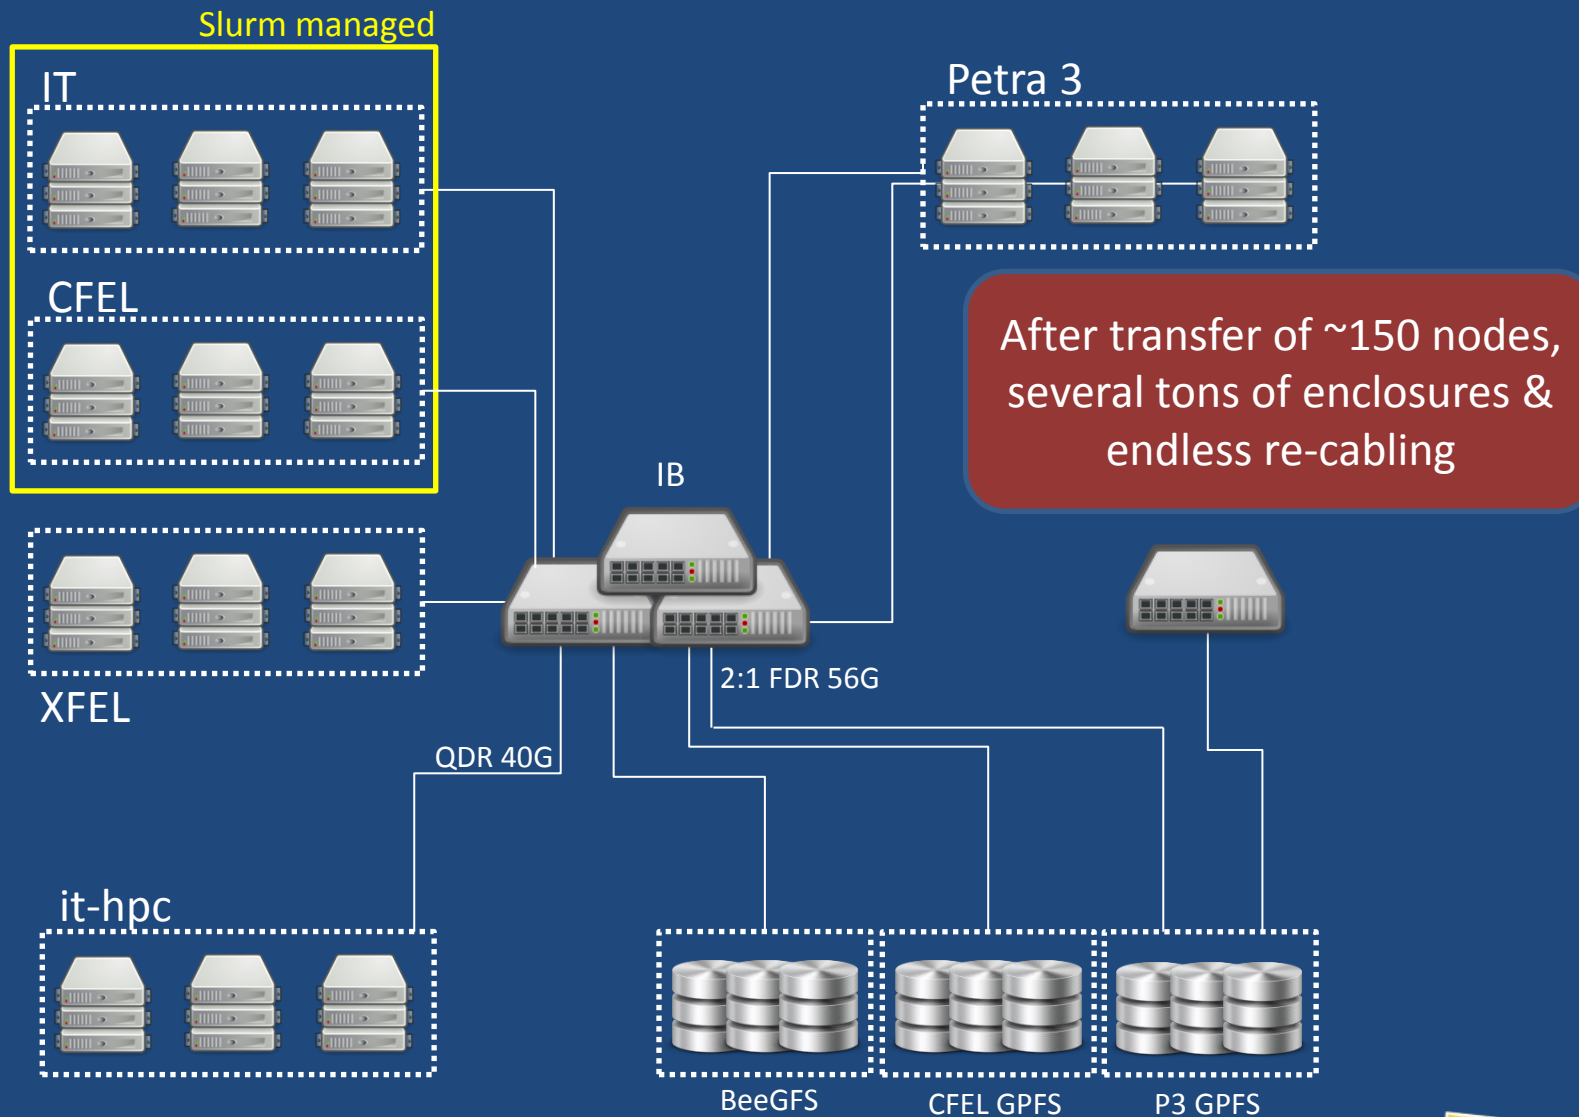 Slurm managed
IT
Petra 3
CFEL
After transfer of ~150 nodes,
several tons of enclosures &
endless re-cabling
IB
XFEL
2:1 FDR 56G
QDR 40G
it-hpc
BeeGFS
CFEL GPFS
P3 GPFS